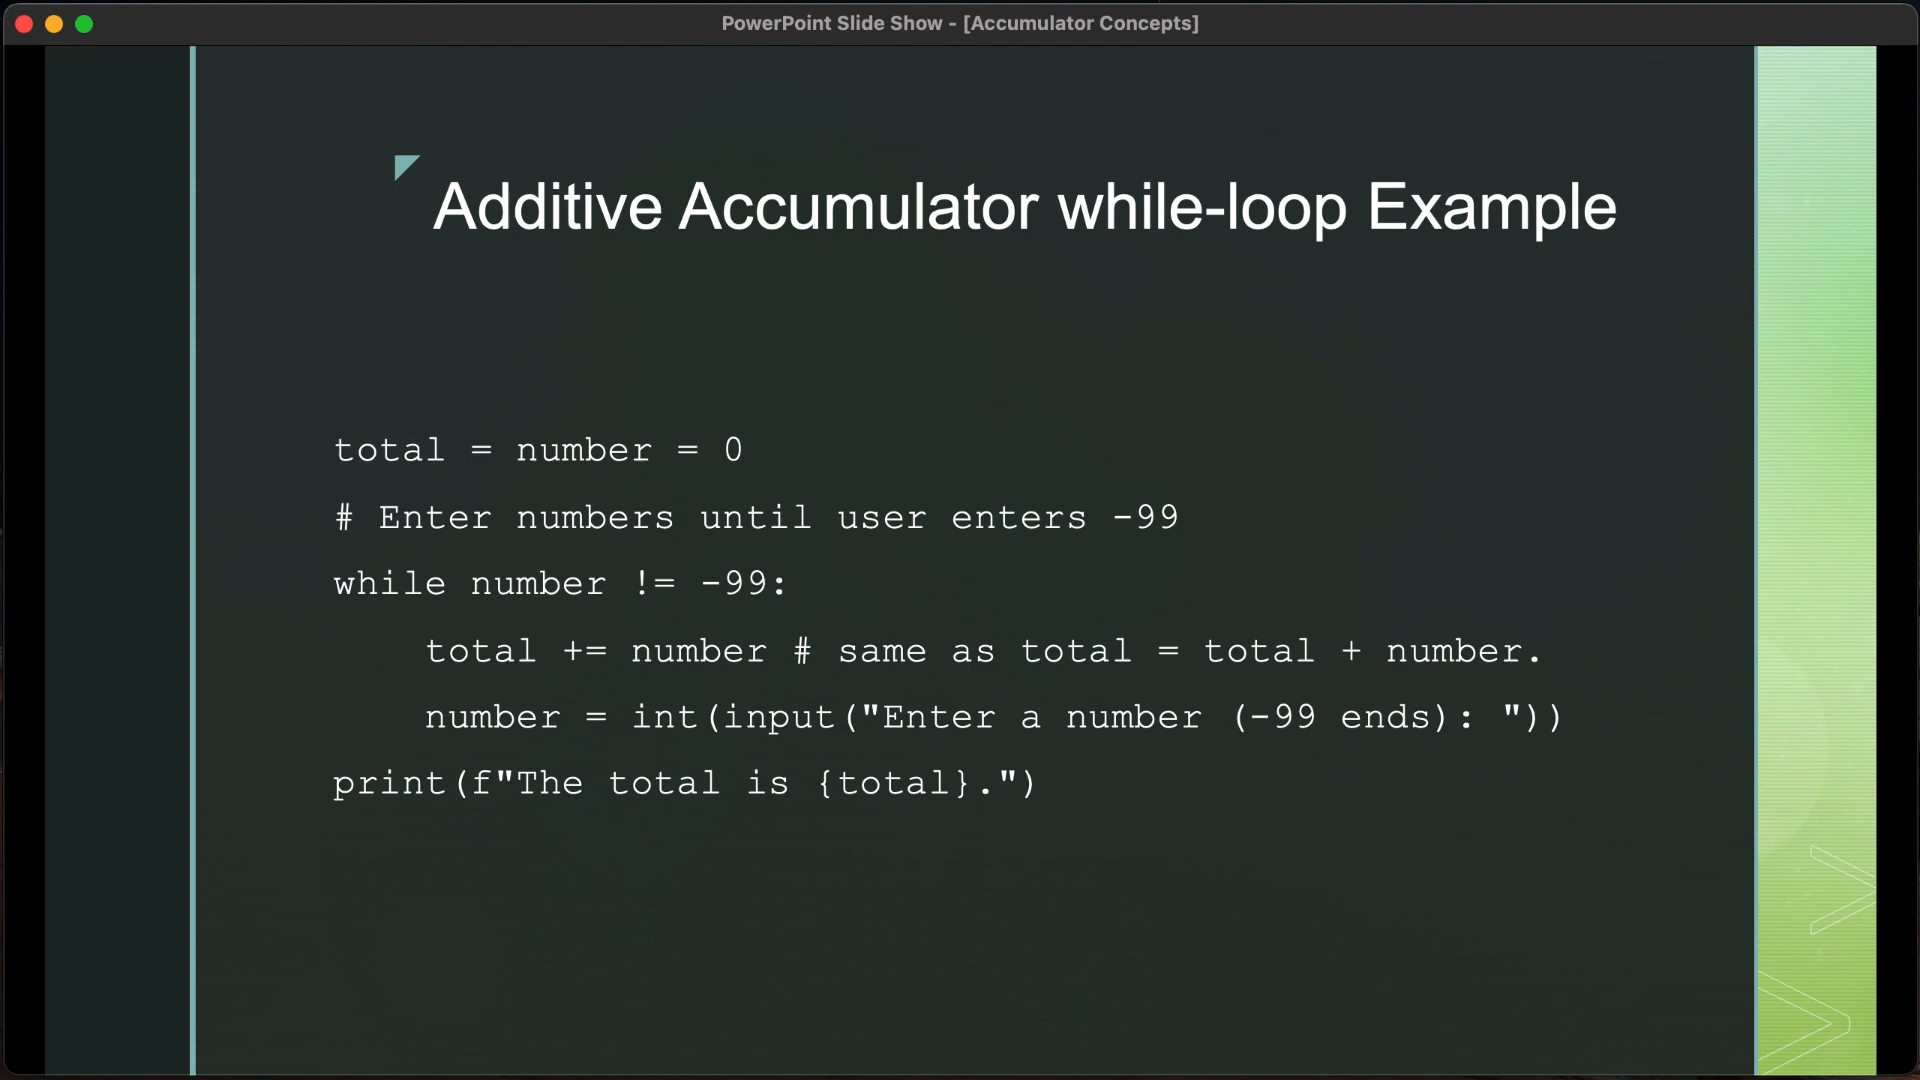 PowerPoint Slide Show - [Accumulator Concepts]
Additive Accumulator while-loop Example
total = number = 0
# Enter numbers until user enters -99
while number != -99:
    total += number # same as total = total + number.
    number = int(input("Enter a number (-99 ends): "))
print(f"The total is {total}.")